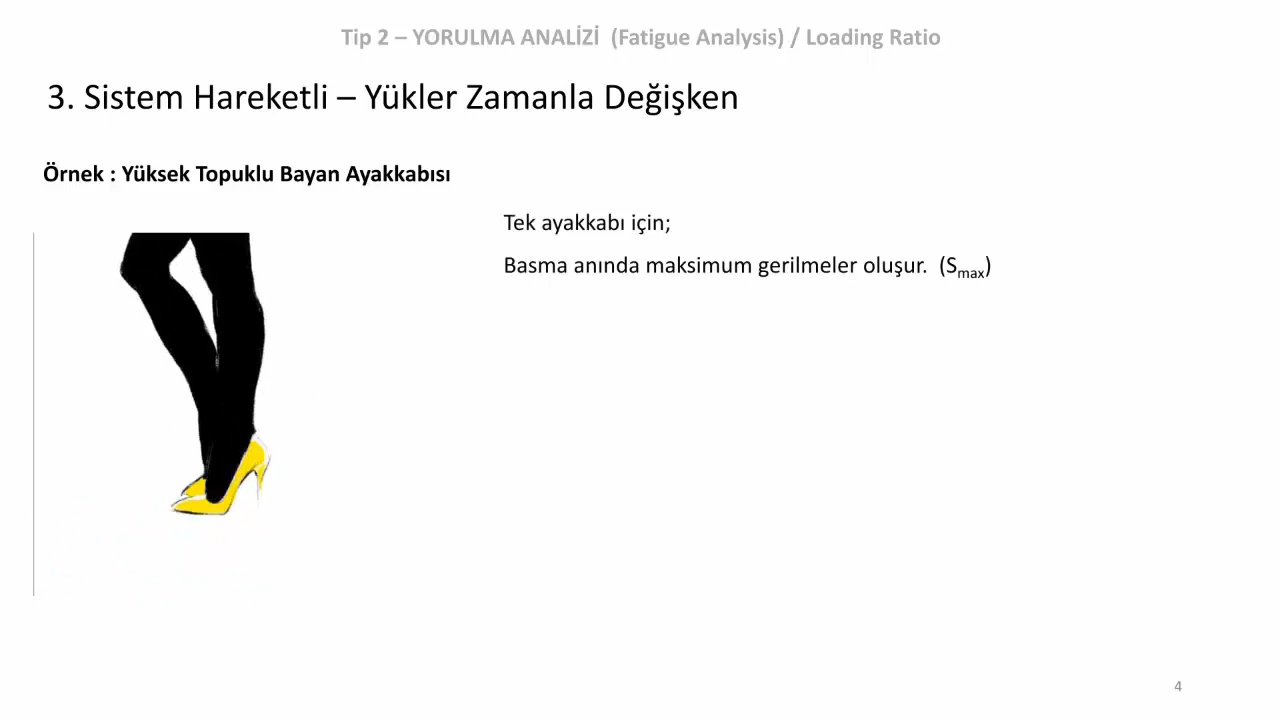 Tip 2 – YORULMA ANALİZİ (Fatigue Analysis) / Loading Ratio
3. Sistem Hareketli – Yükler Zamanla Değişken
Örnek : Yüksek Topuklu Bayan Ayakkabısı
Tek ayakkabı için;
Basma anında maksimum gerilmeler oluşur. (Smax)
4